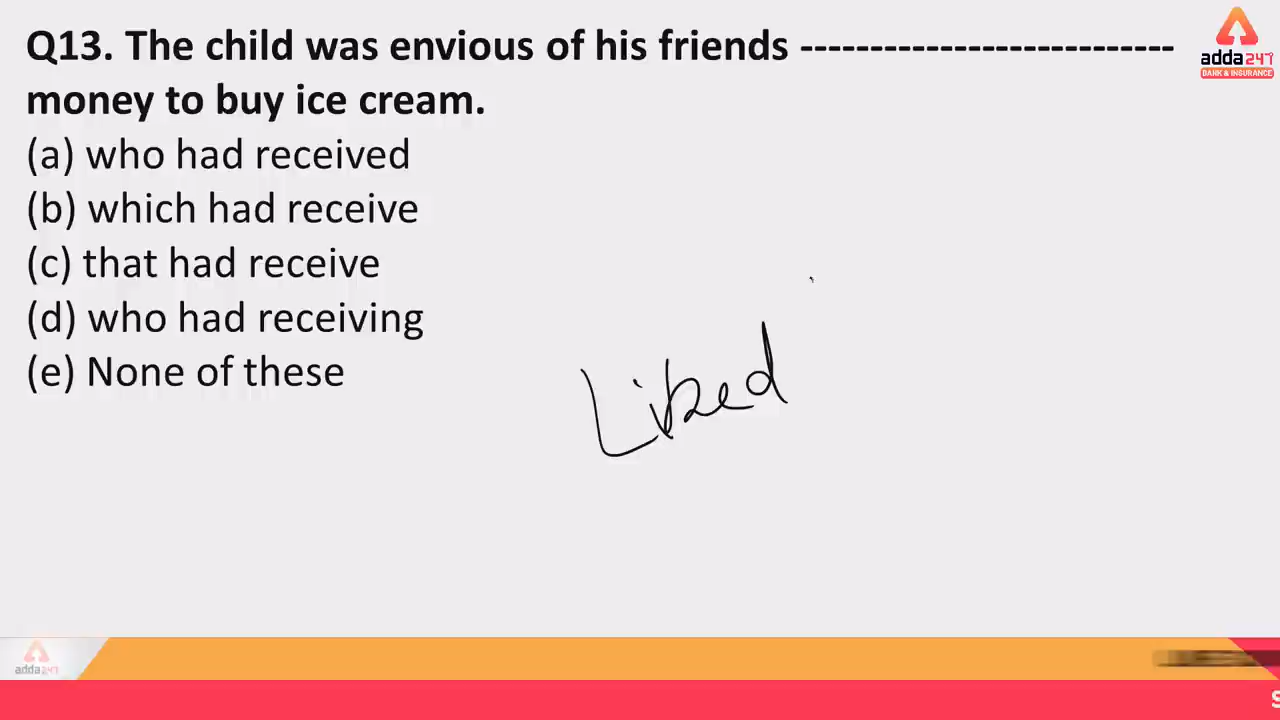 Q13. The child was envious of his friends ---------------------------
money to buy ice cream.
(a) who had received
(b) which had receive
(c) that had receive
(d) who had receiving
(e) None of these
Liked
adda247
BANK & INSURANCE
adda247
S